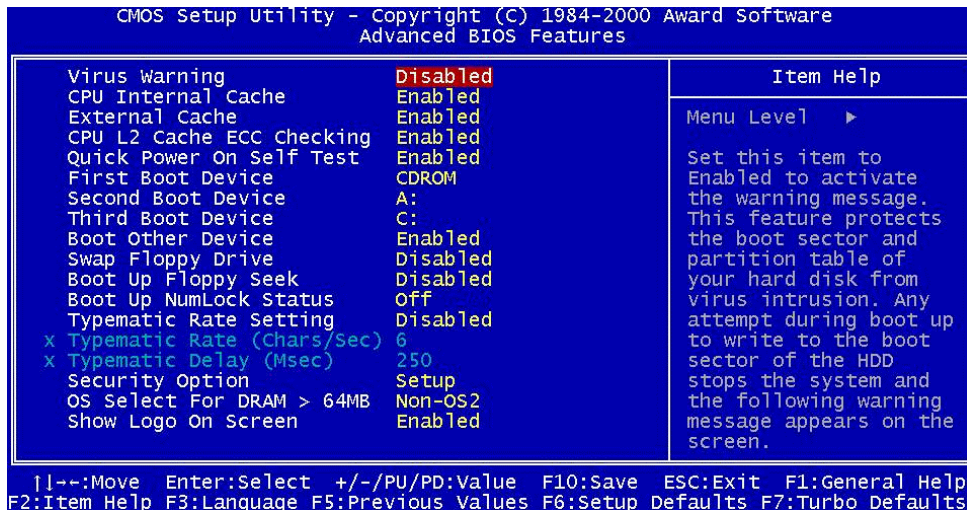 CMOS Setup Utility - Copyright (C) 1984-2000 Award Software
Advanced BIOS Features
Virus Warning Disabled
CPU Internal Cache Enabled
External Cache Enabled
CPU L2 Cache ECC Checking Enabled
Quick Power On Self Test Enabled
First Boot Device CDROM
Second Boot Device A:
Third Boot Device C:
Boot Other Device Enabled
Swap Floppy Drive Disabled
Boot Up Floppy Seek Disabled
Boot Up NumLock Status Off
Typematic Rate Setting Disabled
x Typematic Rate (Chars/Sec) 6
x Typematic Delay (Msec) 250
Security Option Setup
OS Select For DRAM > 64MB Non-OS2
Show Logo On Screen Enabled
Item Help
Menu Level ▶
Set this item to
Enabled to activate
the warning message.
This feature protects
the boot sector and
partition table of
your hard disk from
virus intrusion. Any
attempt during boot up
to write to the boot
sector of the HDD
stops the system and
the following warning
message appears on the
screen.
↑↓→←:Move Enter:Select +/-/PU/PD:Value F10:Save ESC:Exit F1:General Help
F2:Item Help F3:Language F5:Previous Values F6:Setup Defaults F7:Turbo Defaults